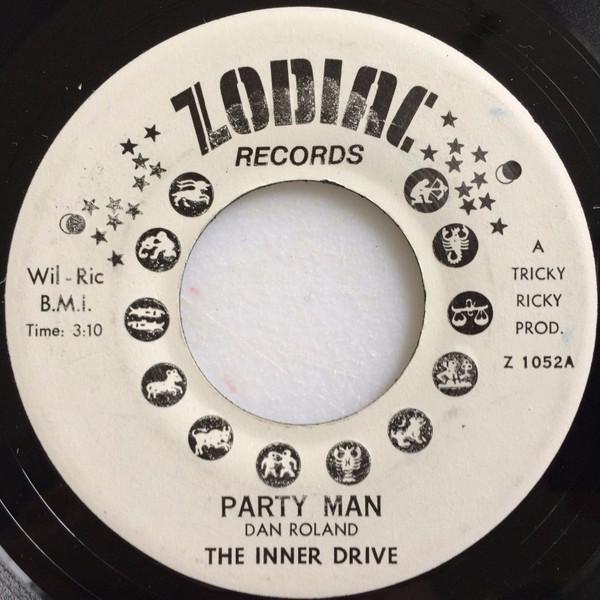 ZODIAC
RECORDS
Wil-Ric
B.M.I.
Time: 3:10
A
TRICKY
RICKY
PROD.
Z 1052A
PARTY MAN
DAN ROLAND
THE INNER DRIVE